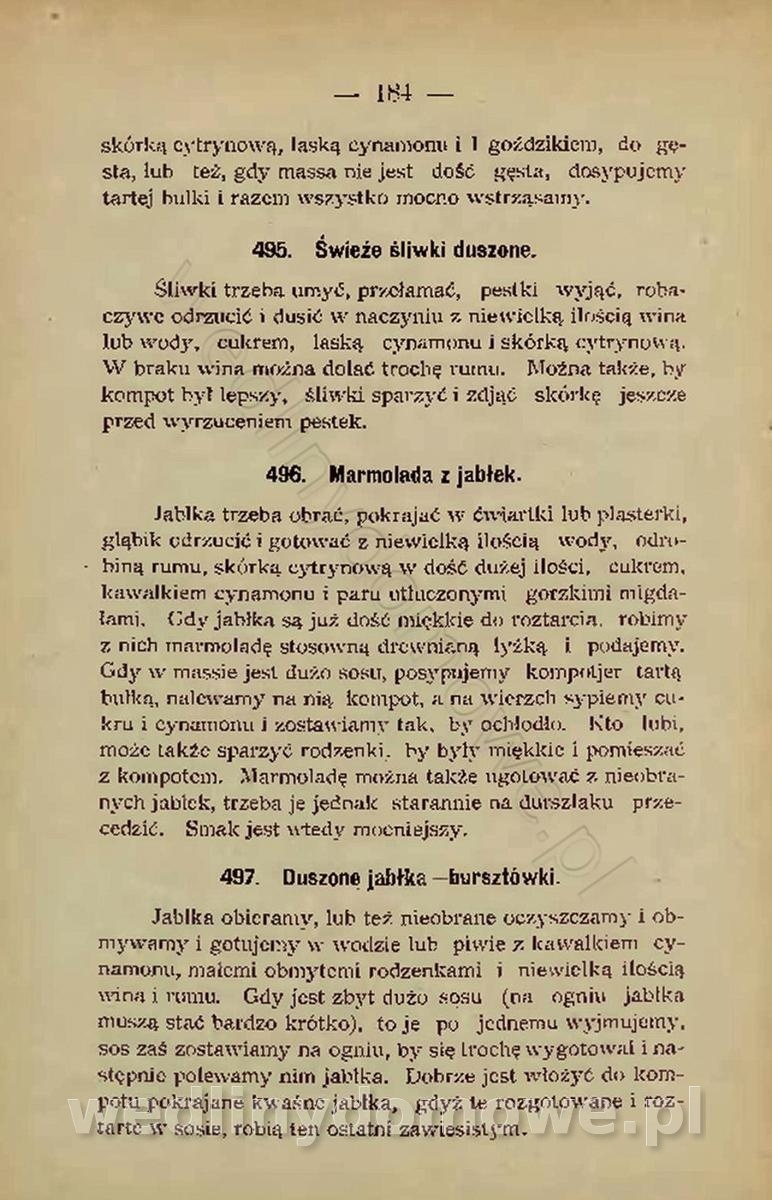 — 184 —
skórką cytrynową, laską cynamonu i 1 goździkiem, do gę-
sta, lub też, gdy massa nie jest dość gęsta, dosypujemy
tartej bulki i razem wszystko mocno wstrząsamy.
495. Świeże śliwki duszone.
Śliwki trzeba umyć, przełamać, pestki wyjąć, roba-
czywe odrzucić i dusić w naczyniu z niewielką ilością wina
lub wody, cukrem, laską cynamonu i skórką cytrynową.
W braku wina można dolać trochę rumu. Można także, by
kompot był lepszy, śliwki sparzyć i zdjąć skórkę jeszcze
przed wyrzuceniem pestek.
496. Marmolada z jabłek.
Jabłka trzeba obrać, pokrajać w ćwiartki lub plasterki,
głąbik odrzucić i gotować z niewielką ilością wody, odro-
biną rumu, skórką cytrynową w dość dużej ilości, cukrem,
kawałkiem cynamonu i paru utłuczonymi gorzkimi migda-
łami. Gdy jabłka są już dość miękkie do roztarcia, robimy
z nich marmoladę stosowną drewnianą łyżką i podajemy.
Gdy w massie jest dużo sosu, posypujemy kompotjer tartą
bułką, nalewamy na nią kompot, a na wierzch sypiemy cu-
kru i cynamonu i zostawiamy tak, by ochłodło. Kto lubi,
może także sparzyć rodzenki, by były miękkie i pomieszać
z kompotem. Marmoladę można także ugotować z nieobra-
nych jabłek, trzeba je jednak starannie na durszlaku prze-
cedzić. Smak jest wtedy mocniejszy.
497. Duszone jabłka —bursztówki.
Jabłka obieramy, lub też nieobrane oczyszczamy i ob-
mywamy i gotujemy w wodzie lub piwie z kawałkiem cy-
namonu, małemi obmytemi rodzenkami i niewielką ilością
wina i rumu. Gdy jest zbyt dużo sosu (na ogniu jabłka
muszą stać bardzo krótko), to je po jednemu wyjmujemy,
sos zaś zostawiamy na ogniu, by się trochę wygotował i na-
stępnie polewamy nim jabłka. Dobrze jest włożyć do kom-
potu pokrajane kwaśne jabłka, gdyż te rozgotowane i roz-
tarte w sosie, robią ten ostatni zawiesistym.